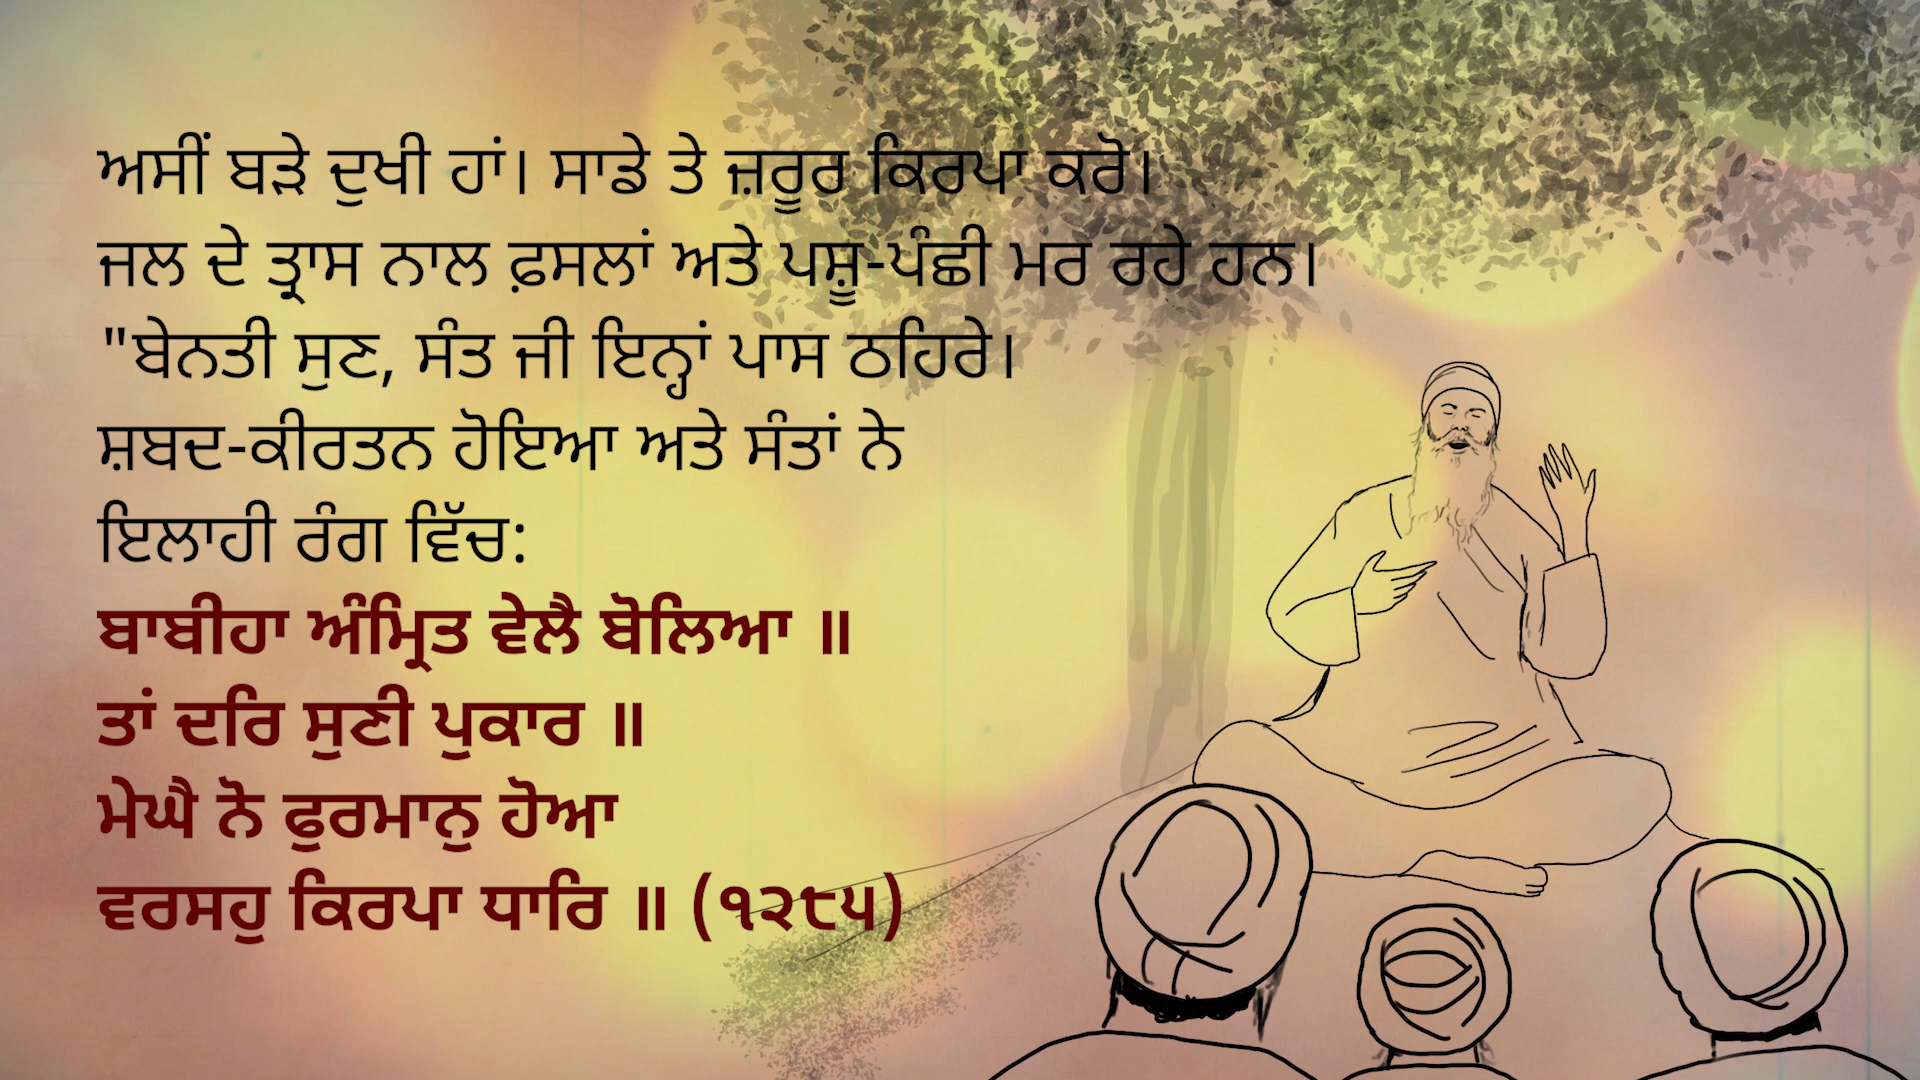 ਅਸੀਂ ਬੜੇ ਦੁਖੀ ਹਾਂ। ਸਾਡੇ ਤੇ ਜ਼ਰੂਰ ਕਿਰਪਾ ਕਰੋ।
ਜਲ ਦੇ ਤ੍ਰਾਸ ਨਾਲ ਫ਼ਸਲਾਂ ਅਤੇ ਪਸ਼ੂ-ਪੰਛੀ ਮਰ ਰਹੇ ਹਨ।
"ਬੇਨਤੀ ਸੁਣ, ਸੰਤ ਜੀ ਇਨ੍ਹਾਂ ਪਾਸ ਠਹਿਰੇ।
ਸ਼ਬਦ-ਕੀਰਤਨ ਹੋਇਆ ਅਤੇ ਸੰਤਾਂ ਨੇ
ਇਲਾਹੀ ਰੰਗ ਵਿੱਚ:
ਬਾਬੀਹਾ ਅੰਮ੍ਰਿਤ ਵੇਲੈ ਬੋਲਿਆ ॥
ਤਾਂ ਦਰਿ ਸੁਣੀ ਪੁਕਾਰ ॥
ਮੇਘੈ ਨੋ ਫੁਰਮਾਨੁ ਹੋਆ
ਵਰਸਹੁ ਕਿਰਪਾ ਧਾਰਿ ॥ (੧੨੮੫)